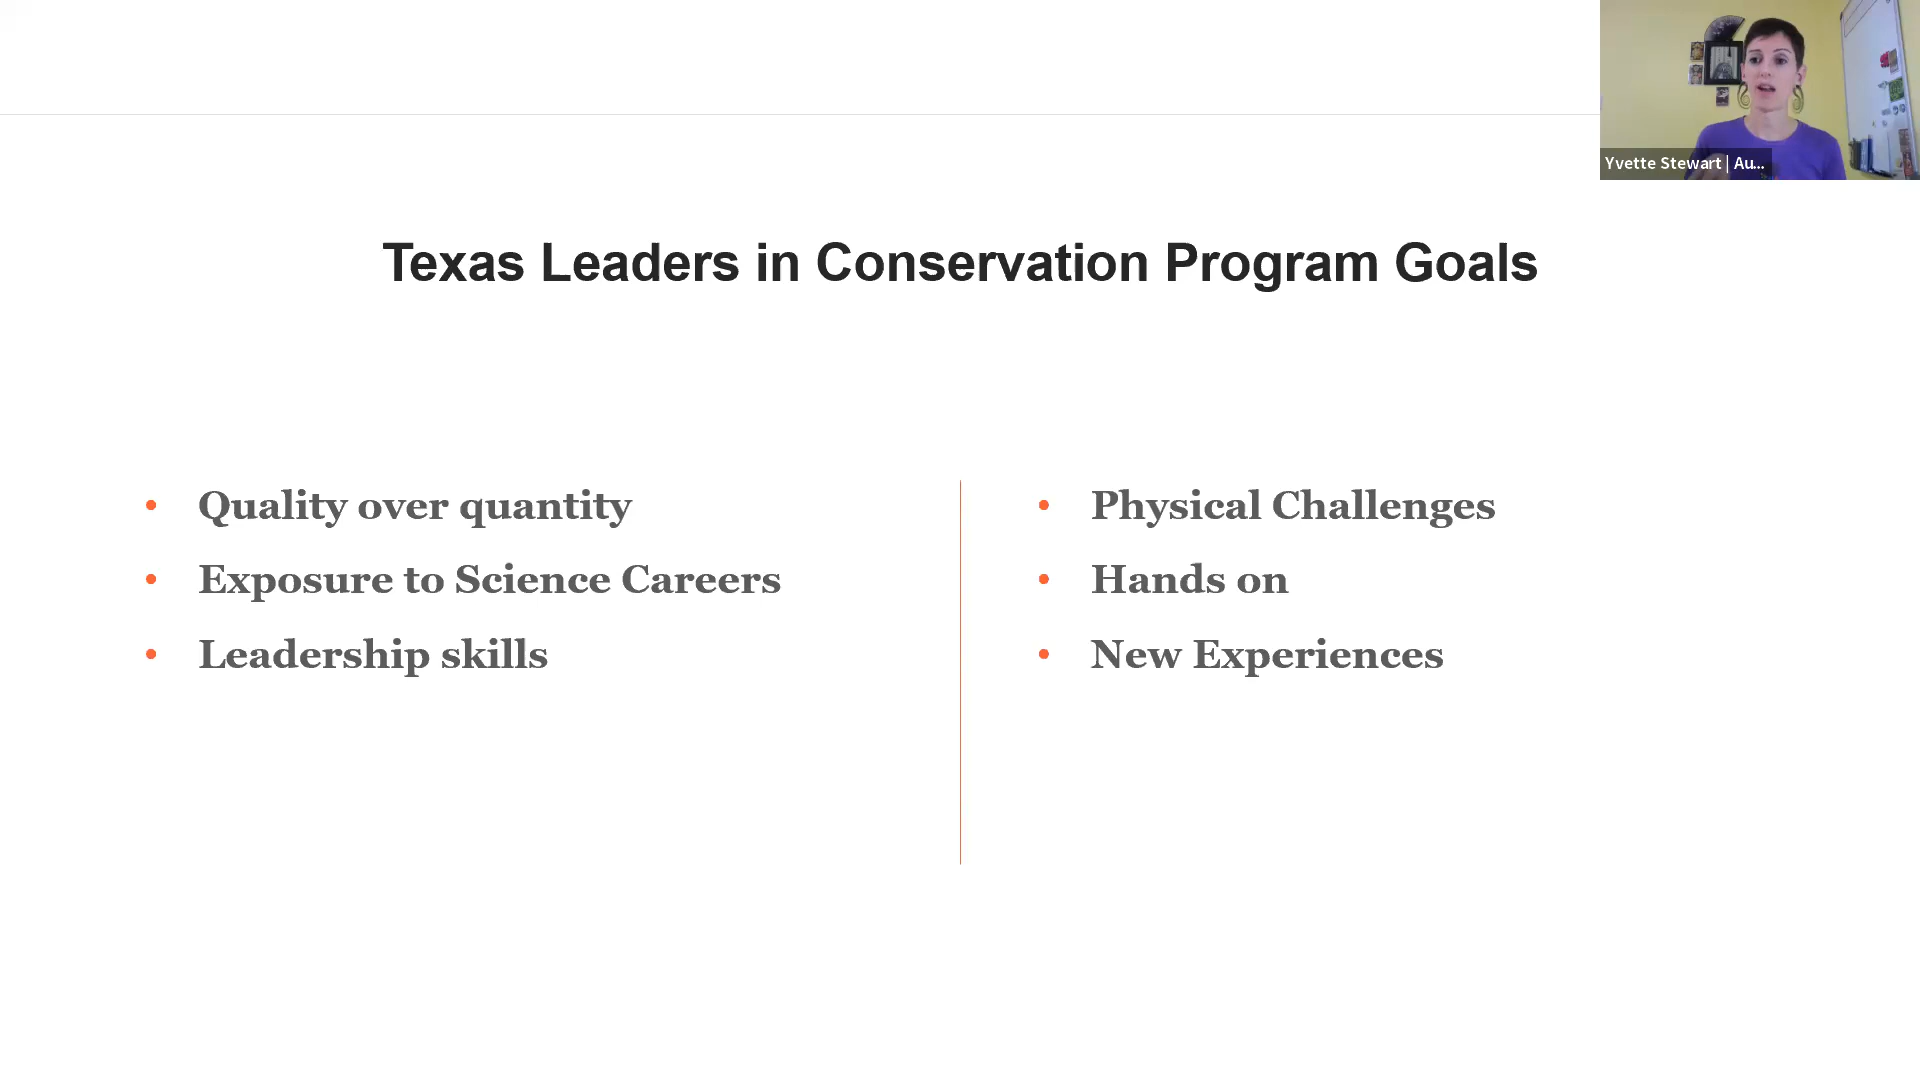 Yvette Stewart | Au...
Texas Leaders in Conservation Program Goals
• Quality over quantity
• Exposure to Science Careers
• Leadership skills
• Physical Challenges
• Hands on
• New Experiences